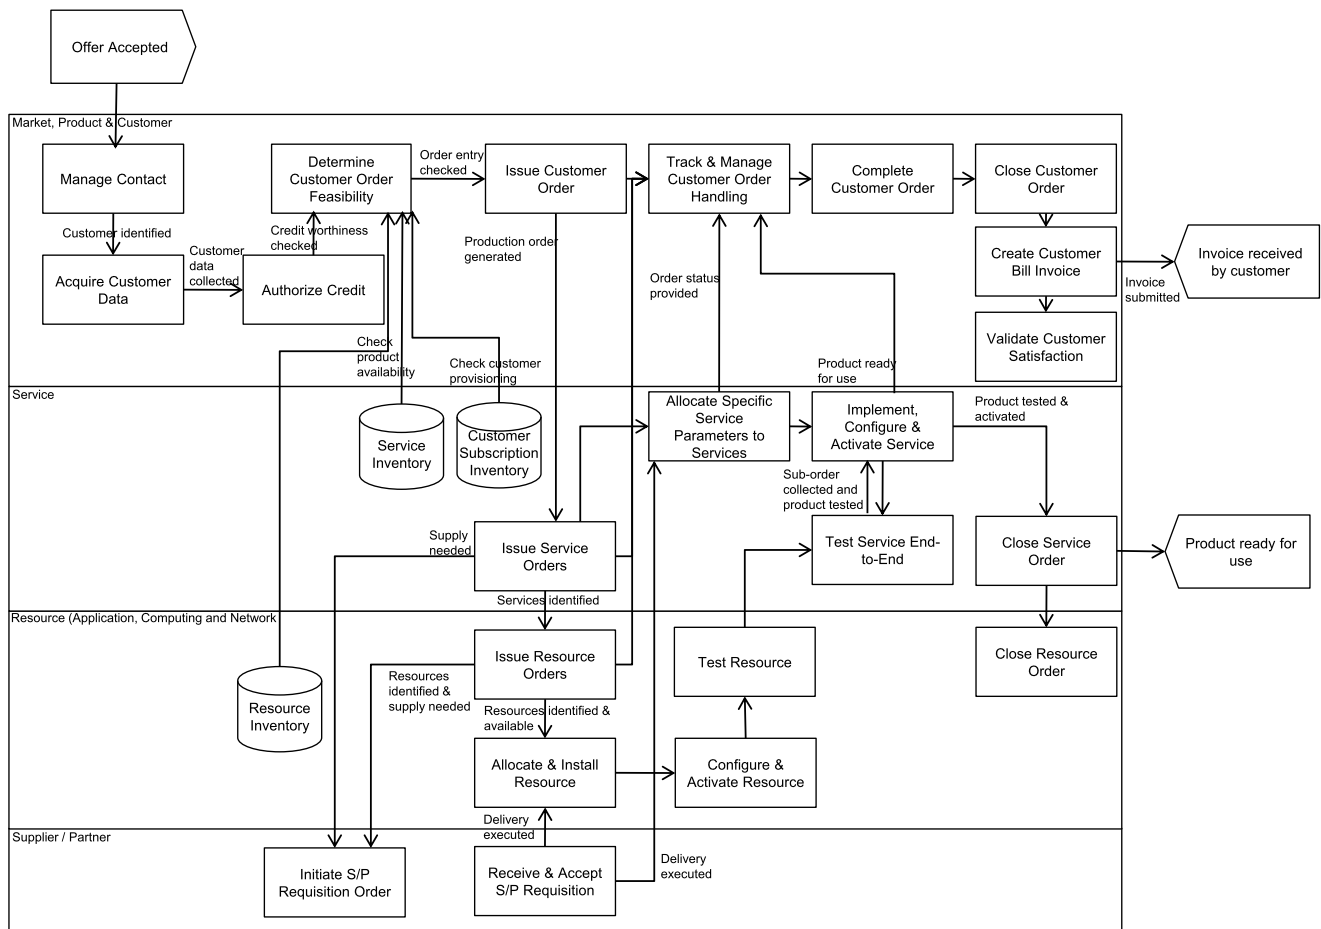 Offer Accepted
Market, Product & Customer
Manage Contact
Determine
Customer Order
Feasibility
Order entry
checked
Issue Customer
Order
Track & Manage
Customer Order
Handling
Complete
Customer Order
Close Customer
Order
Customer identified
Credit worthiness
checked
Production order
generated
Customer
data
collected
Acquire Customer
Data
Authorize Credit
Order status
provided
Create Customer
Bill Invoice
Invoice
submitted
Invoice received
by customer
Validate Customer
Satisfaction
Check
product
availability
Check customer
provisioning
Product ready
for use
Service
Service
Inventory
Customer
Subscription
Inventory
Allocate Specific
Service
Parameters to
Services
Implement,
Configure &
Activate Service
Product tested &
activated
Sub-order
collected and
product tested
Supply
needed
Issue Service
Orders
Test Service End-
to-End
Close Service
Order
Product ready for
use
Services identified
Resource (Application, Computing and Network
Resource
Inventory
Issue Resource
Orders
Test Resource
Close Resource
Order
Resources
identified &
supply needed
Resources identified &
available
Allocate & Install
Resource
Configure &
Activate Resource
Delivery
executed
Supplier / Partner
Initiate S/P
Requisition Order
Receive & Accept
S/P Requisition
Delivery
executed